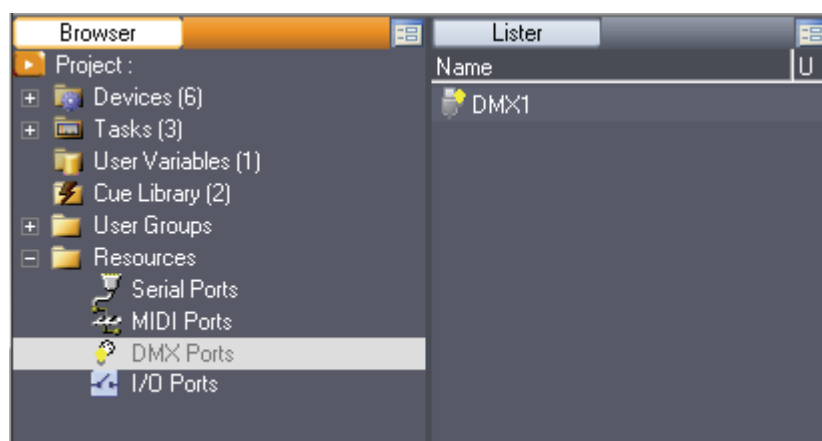 Browser
Project :
Devices (6)
Tasks (3)
User Variables (1)
Cue Library (2)
User Groups
Resources
Serial Ports
MIDI Ports
DMX Ports
I/O Ports
Lister
Name U
DMX1